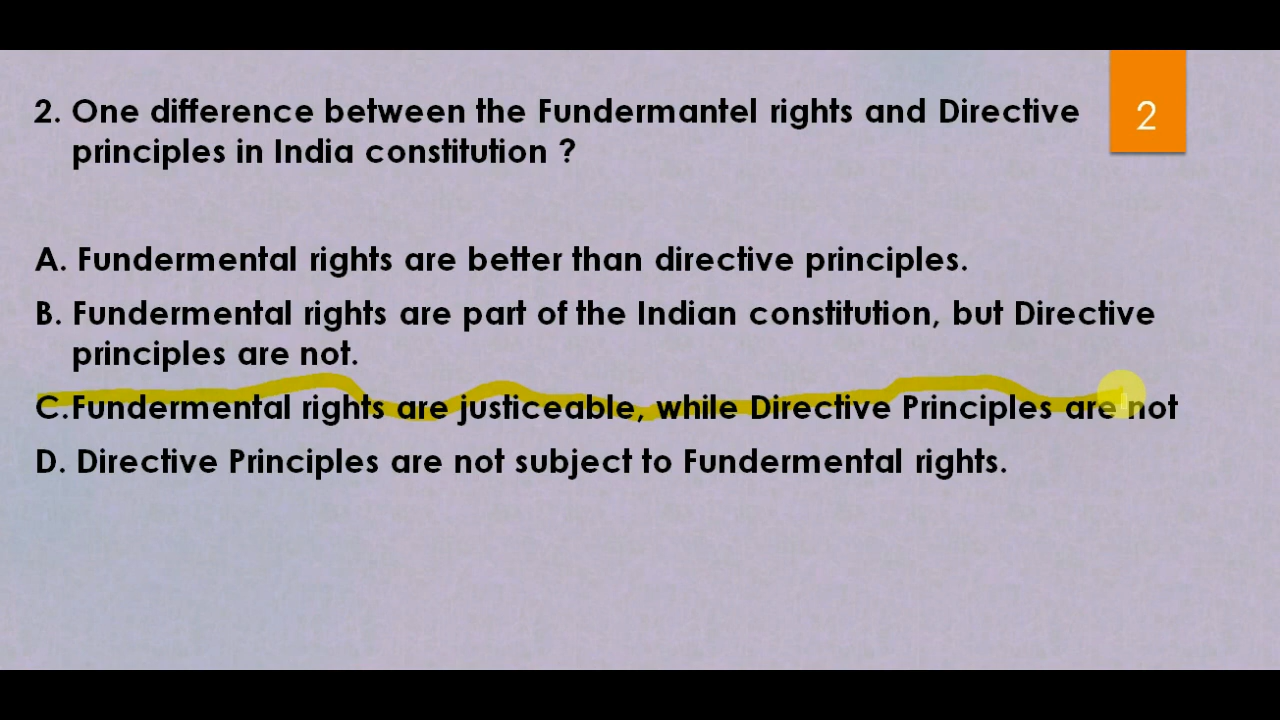 2. One difference between the Fundermantel rights and Directive
principles in India constitution ?
2
A. Fundermental rights are better than directive principles.
B. Fundermental rights are part of the Indian constitution, but Directive
principles are not.
C.Fundermental rights are justiceable, while Directive Principles are not
D. Directive Principles are not subject to Fundermental rights.